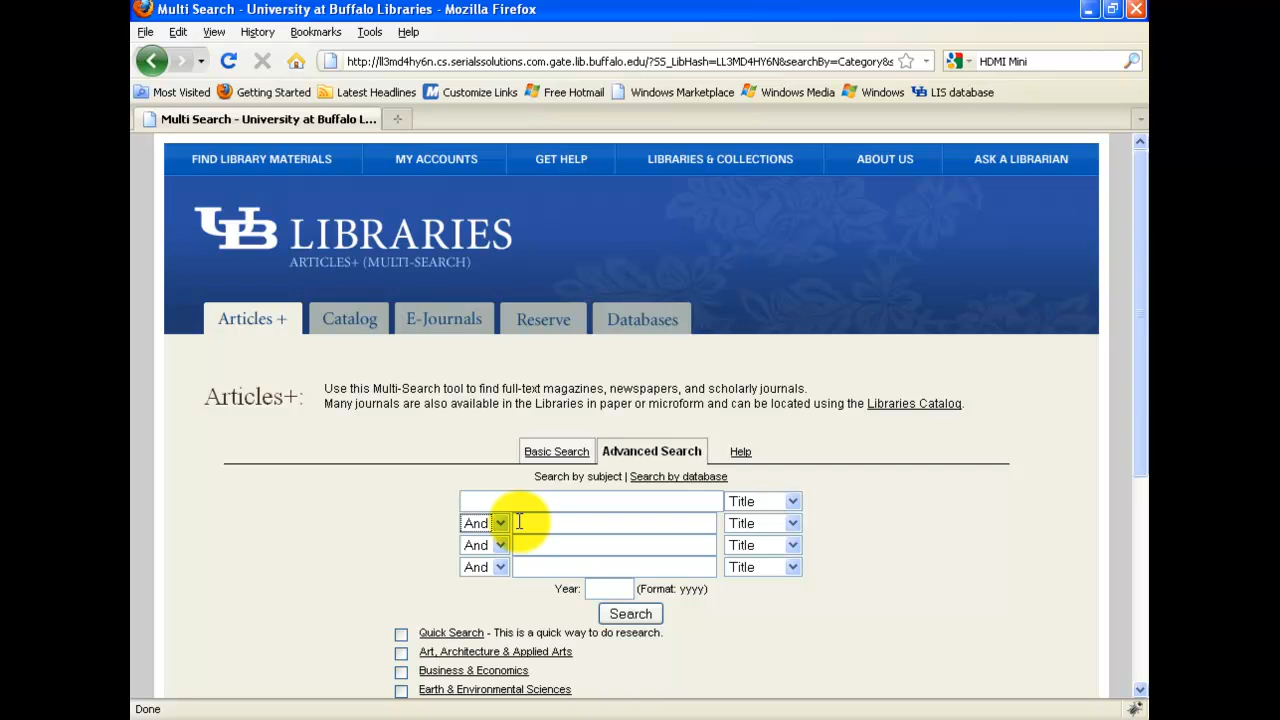 Multi Search - University at Buffalo Libraries - Mozilla Firefox
File Edit View History Bookmarks Tools Help
http://ll3md4hy6n.cs.serialssolutions.com.gate.lib.buffalo.edu/?SS_LibHash=LL3MD4HY6N&searchBy=Category&s
HDMI Mini
Most Visited Getting Started Latest Headlines Customize Links Free Hotmail Windows Marketplace Windows Media Windows LIS database
Multi Search - University at Buffalo L...
FIND LIBRARY MATERIALS MY ACCOUNTS GET HELP LIBRARIES & COLLECTIONS ABOUT US ASK A LIBRARIAN
UB LIBRARIES
ARTICLES+ (MULTI-SEARCH)
Articles + Catalog E-Journals Reserve Databases
Articles+: Use this Multi-Search tool to find full-text magazines, newspapers, and scholarly journals.
Many journals are also available in the Libraries in paper or microform and can be located using the Libraries Catalog.
Basic Search Advanced Search Help
Search by subject | Search by database
Title
And Title
And Title
And Title
Year: (Format: yyyy)
Search
Quick Search - This is a quick way to do research.
Art, Architecture & Applied Arts
Business & Economics
Earth & Environmental Sciences
Done